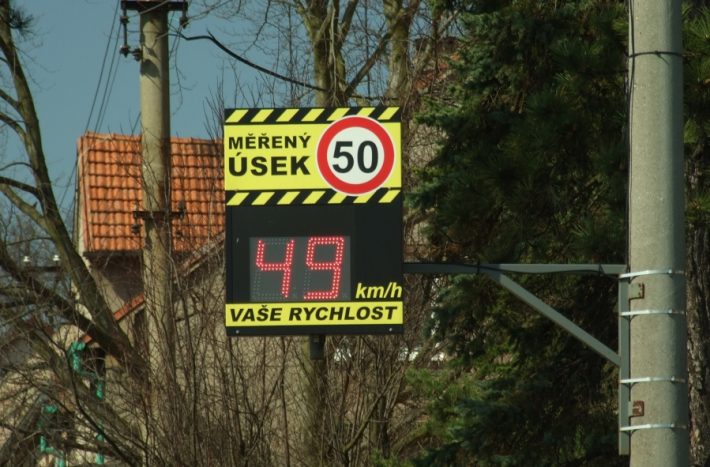 MĚŘENÝ
ÚSEK 50
49
km/h
VAŠE RYCHLOST